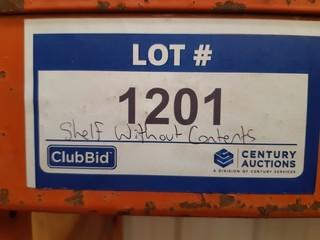 LOT #
1201
Shelf Without Contents
ClubBid
CENTURY
AUCTIONS
A DIVISION OF CENTURY SERVICES